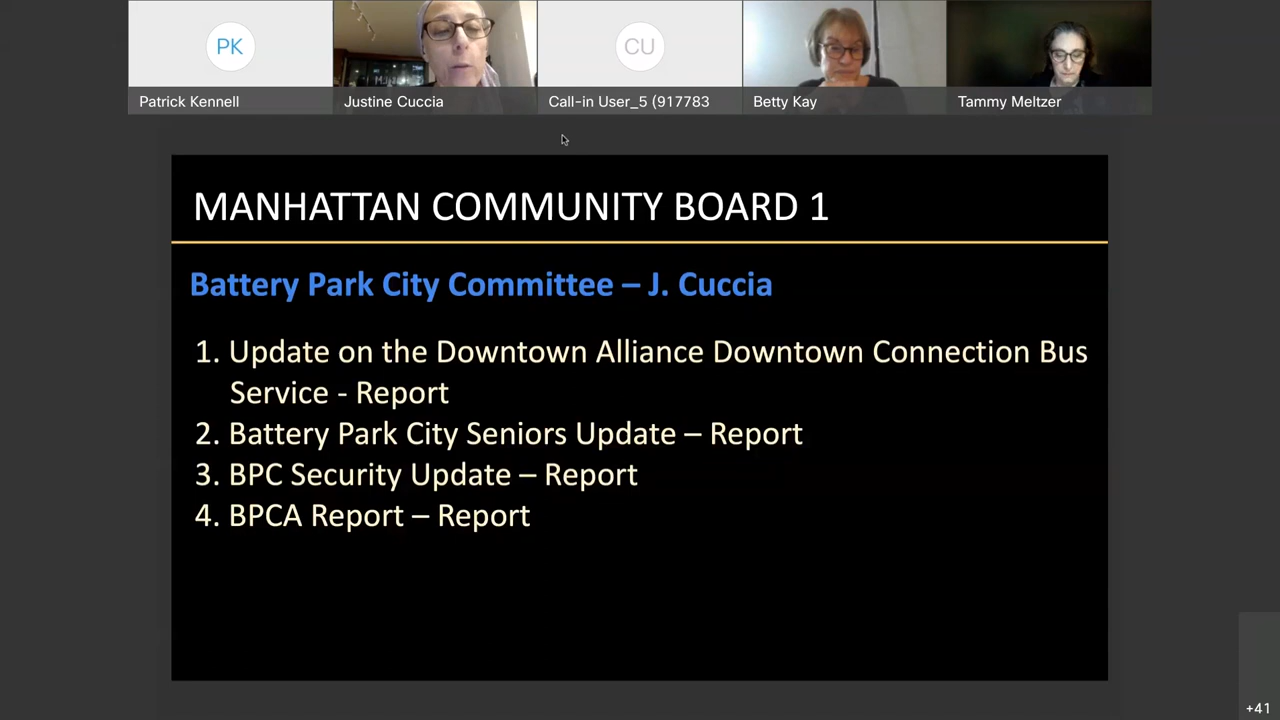 PK
CU
Patrick Kennell
Justine Cuccia
Call-in User_5 (917783
Betty Kay
Tammy Meltzer
MANHATTAN COMMUNITY BOARD 1
Battery Park City Committee – J. Cuccia
1. Update on the Downtown Alliance Downtown Connection Bus
Service - Report
2. Battery Park City Seniors Update – Report
3. BPC Security Update – Report
4. BPCA Report – Report
+41